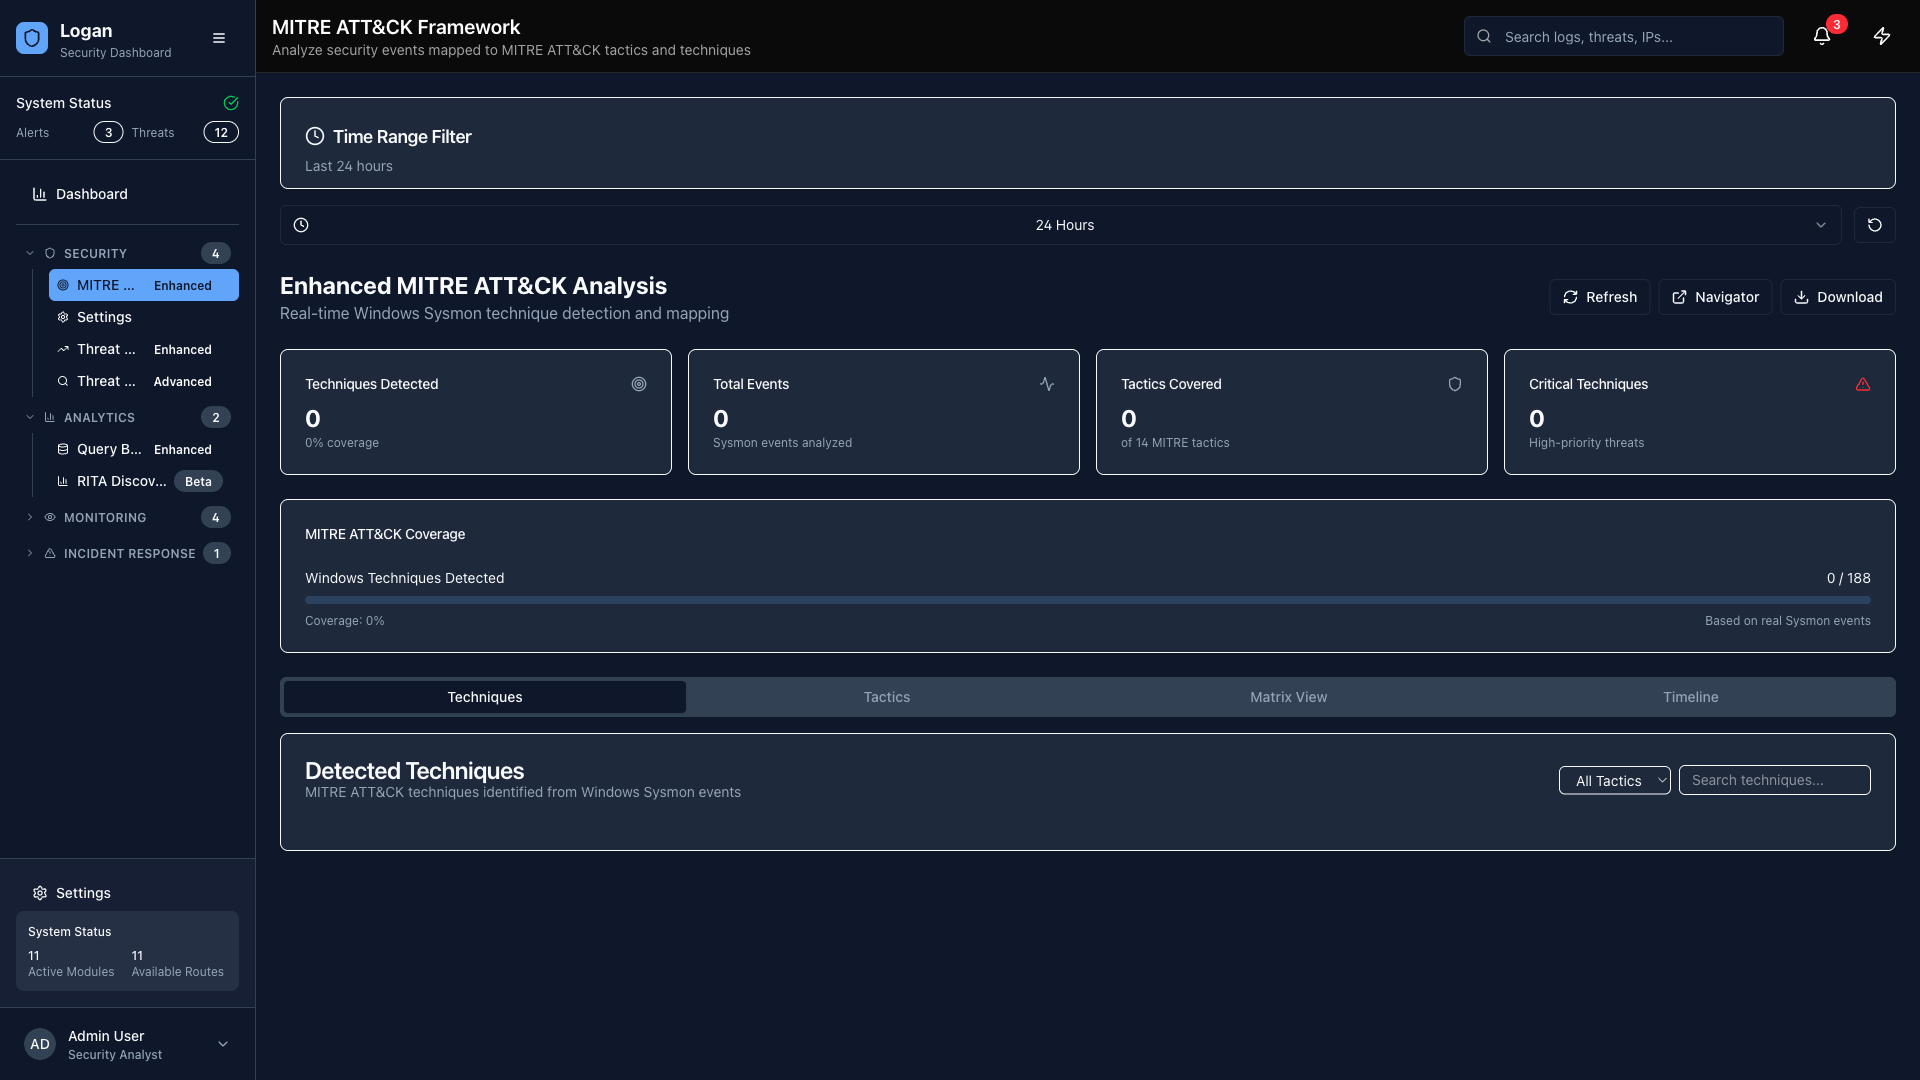 Logan
Security Dashboard
System Status
Alerts 3 Threats 12
Dashboard
SECURITY 4
MITRE ... Enhanced
Settings
Threat ... Enhanced
Threat ... Advanced
ANALYTICS 2
Query B... Enhanced
RITA Discov... Beta
MONITORING 4
INCIDENT RESPONSE 1
Settings
System Status
11 11
Active Modules Available Routes
AD
Admin User
Security Analyst
MITRE ATT&CK Framework
Analyze security events mapped to MITRE ATT&CK tactics and techniques
Search logs, threats, IPs...
3
Time Range Filter
Last 24 hours
24 Hours
Enhanced MITRE ATT&CK Analysis
Real-time Windows Sysmon technique detection and mapping
Refresh Navigator Download
Techniques Detected
0
0% coverage
Total Events
0
Sysmon events analyzed
Tactics Covered
0
of 14 MITRE tactics
Critical Techniques
0
High-priority threats
MITRE ATT&CK Coverage
Windows Techniques Detected 0 / 188
Coverage: 0% Based on real Sysmon events
Techniques Tactics Matrix View Timeline
Detected Techniques
MITRE ATT&CK techniques identified from Windows Sysmon events
All Tactics Search techniques...